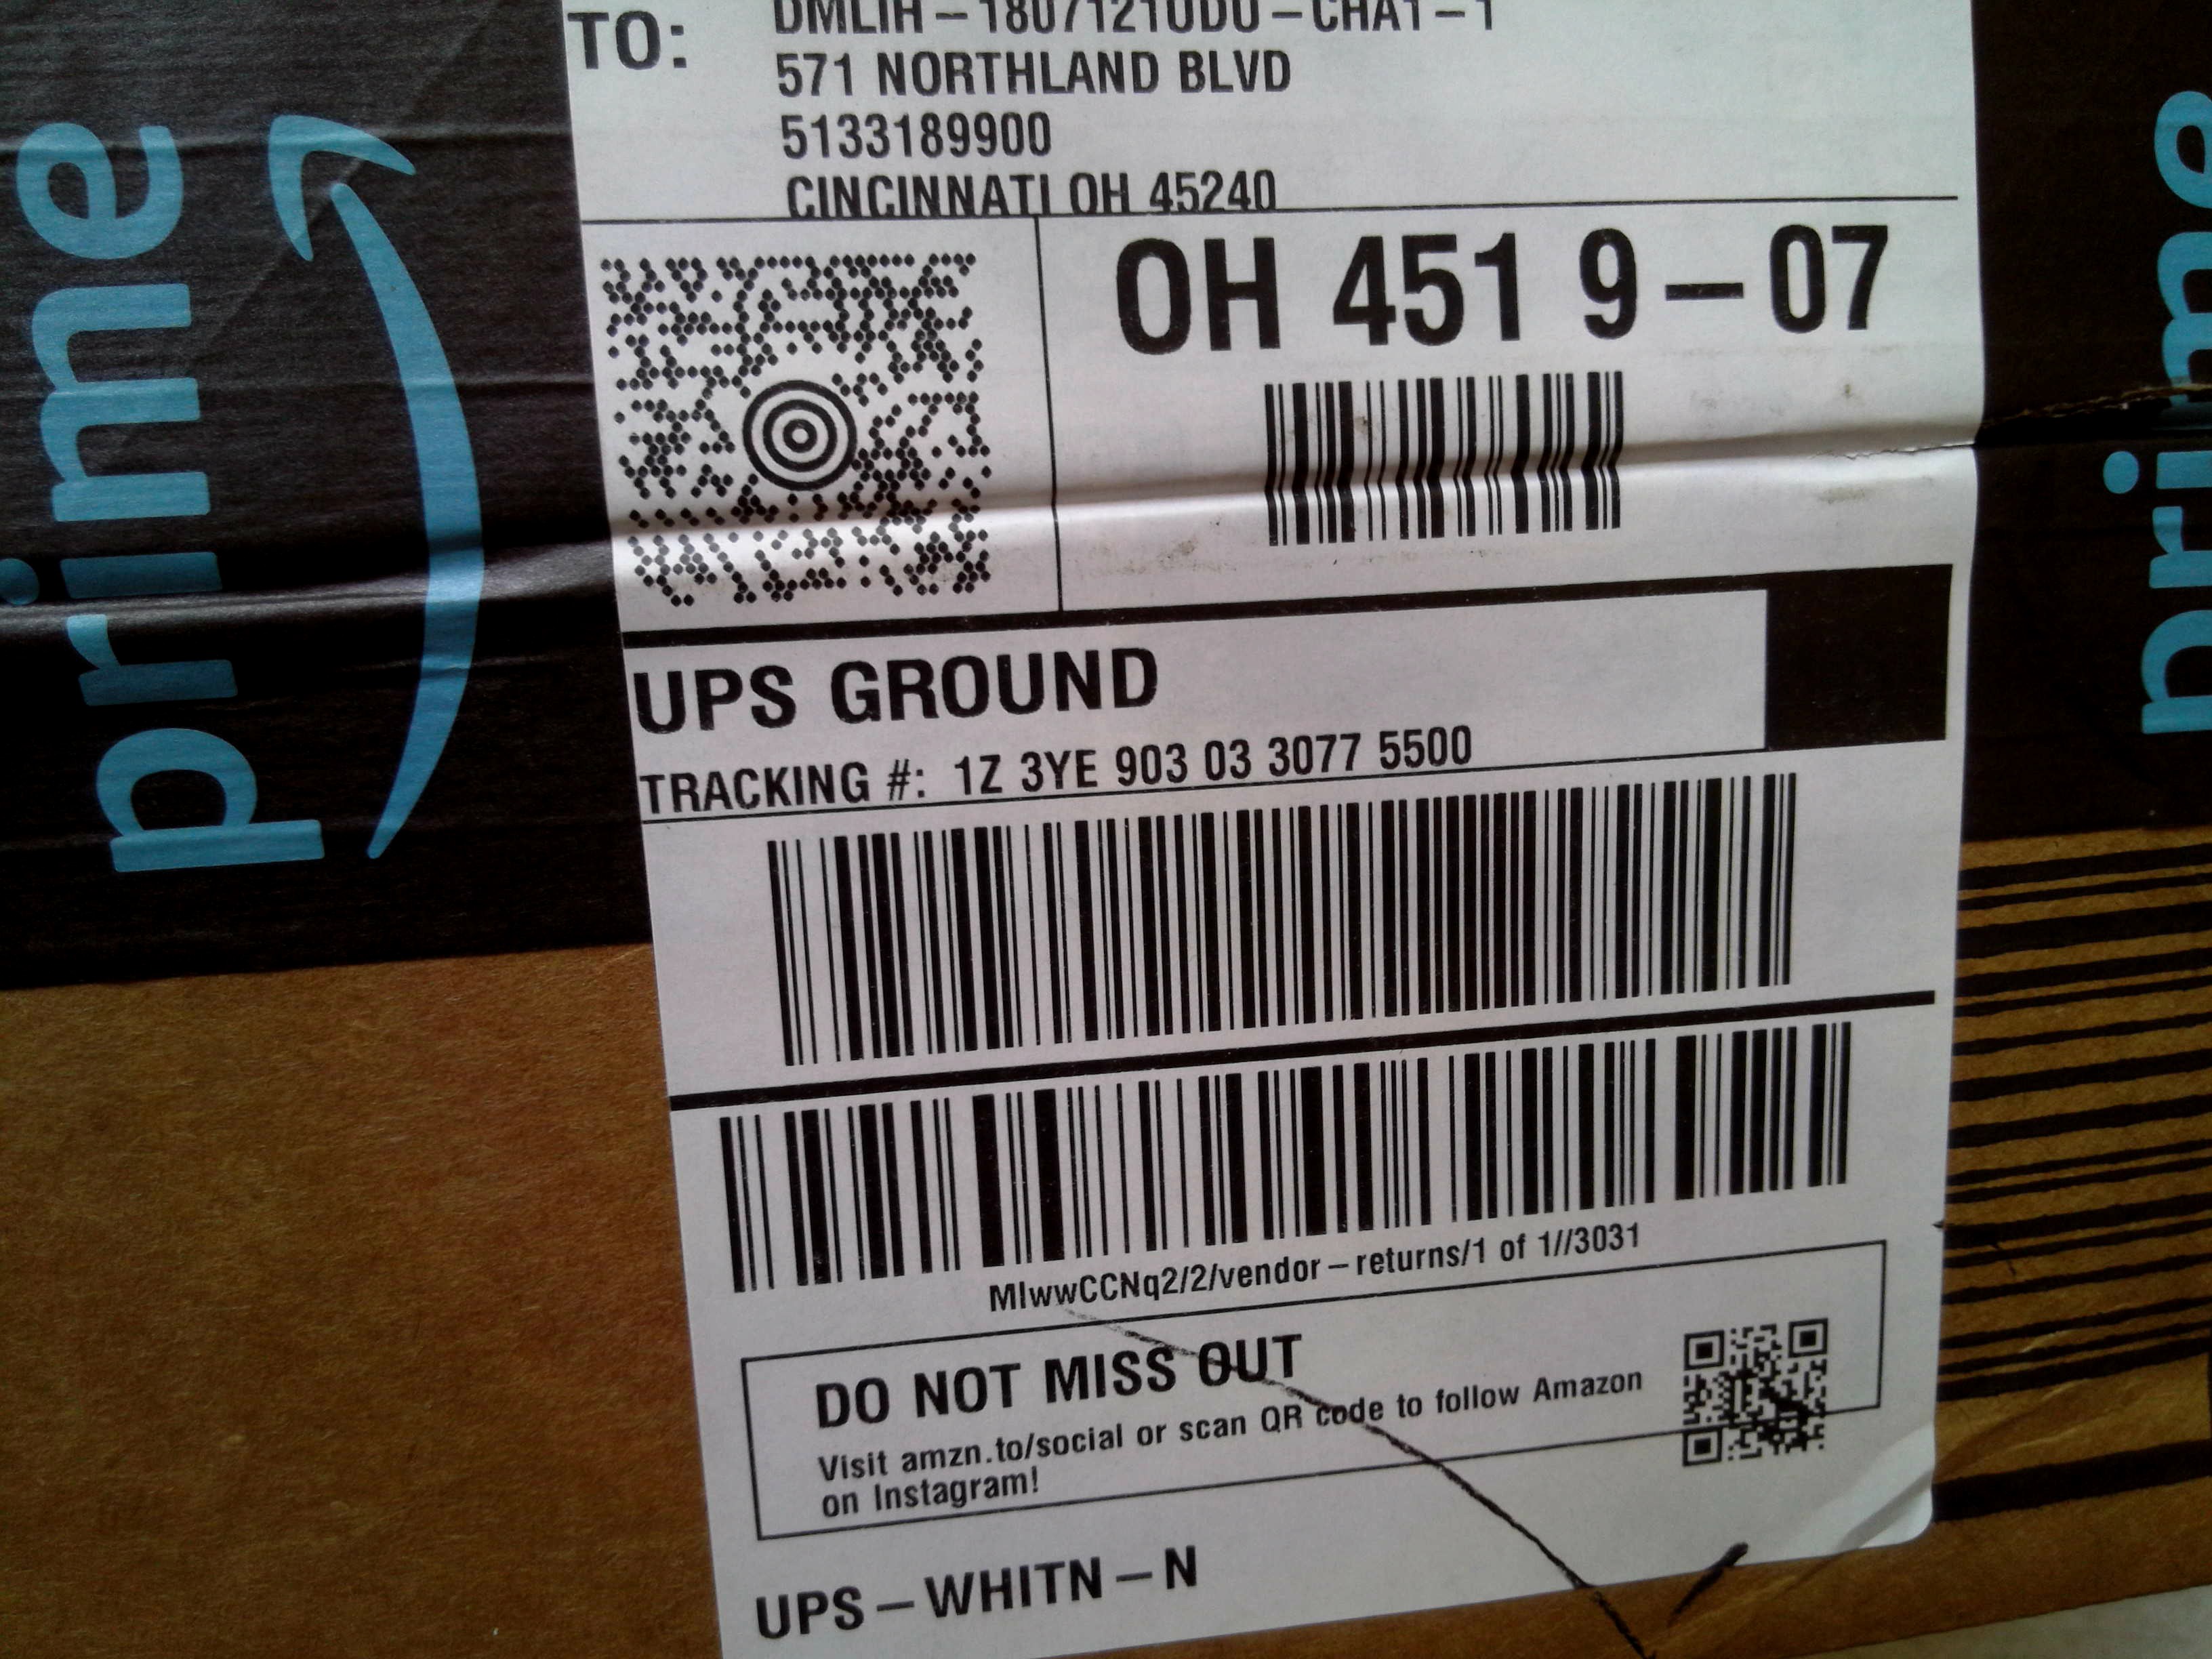 TO:
571 NORTHLAND BLVD
5133189900
CINCINNATI OH 45240
OH 451 9-07
UPS GROUND
TRACKING #: 1Z 3YE 903 03 3077 5500
MIwwCCNq2/2/vendor-returns/1 of 1//3031
DO NOT MISS OUT
Visit amzn.to/social or scan QR code to follow Amazon
on Instagram!
UPS-WHITN-N
prime
prime